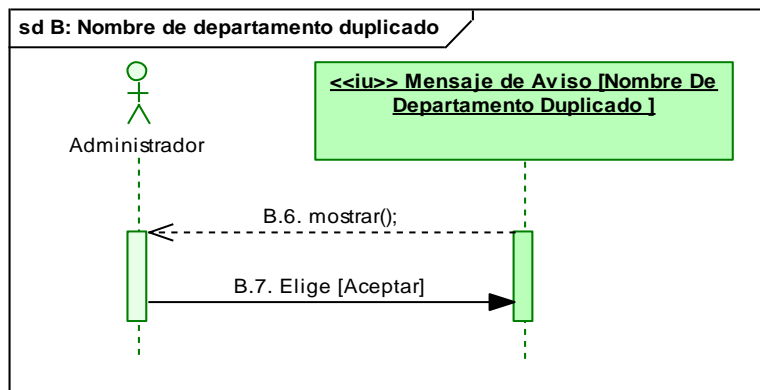 sd B: Nombre de departamento duplicado
<<iu>> Mensaje de Aviso [Nombre De
Departamento Duplicado ]
Administrador
B.6. mostrar();
B.7. Elige [Aceptar]